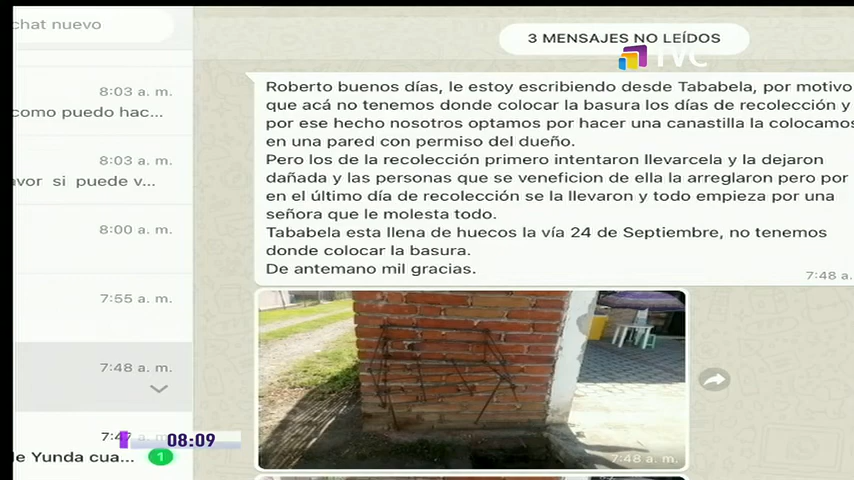 chat nuevo
8:03 a. m.
como puedo hac...
8:03 a. m.
avor si puede v...
8:00 a. m.
7:55 a. m.
7:48 a. m.
7:47 a. m.
le Yunda cua...
1
08:09
3 MENSAJES NO LEÍDOS
TVC
Roberto buenos días, le estoy escribiendo desde Tababela, por motivo
que acá no tenemos donde colocar la basura los días de recolección y
por ese hecho nosotros optamos por hacer una canastilla la colocamos
en una pared con permiso del dueño.
Pero los de la recolección primero intentaron llevarcela y la dejaron
dañada y las personas que se veneficion de ella la arreglaron pero por
en el último día de recolección se la llevaron y todo empieza por una
señora que le molesta todo.
Tababela esta llena de huecos la vía 24 de Septiembre, no tenemos
donde colocar la basura.
De antemano mil gracias.
7:48 a.
7:48 a. m.